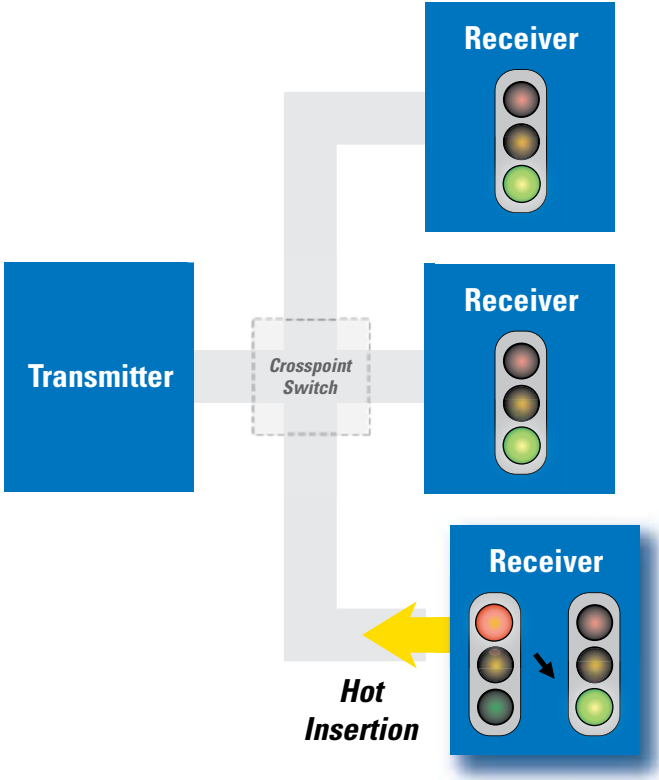 Receiver
Receiver
Transmitter
Crosspoint
Switch
Receiver
Hot
Insertion